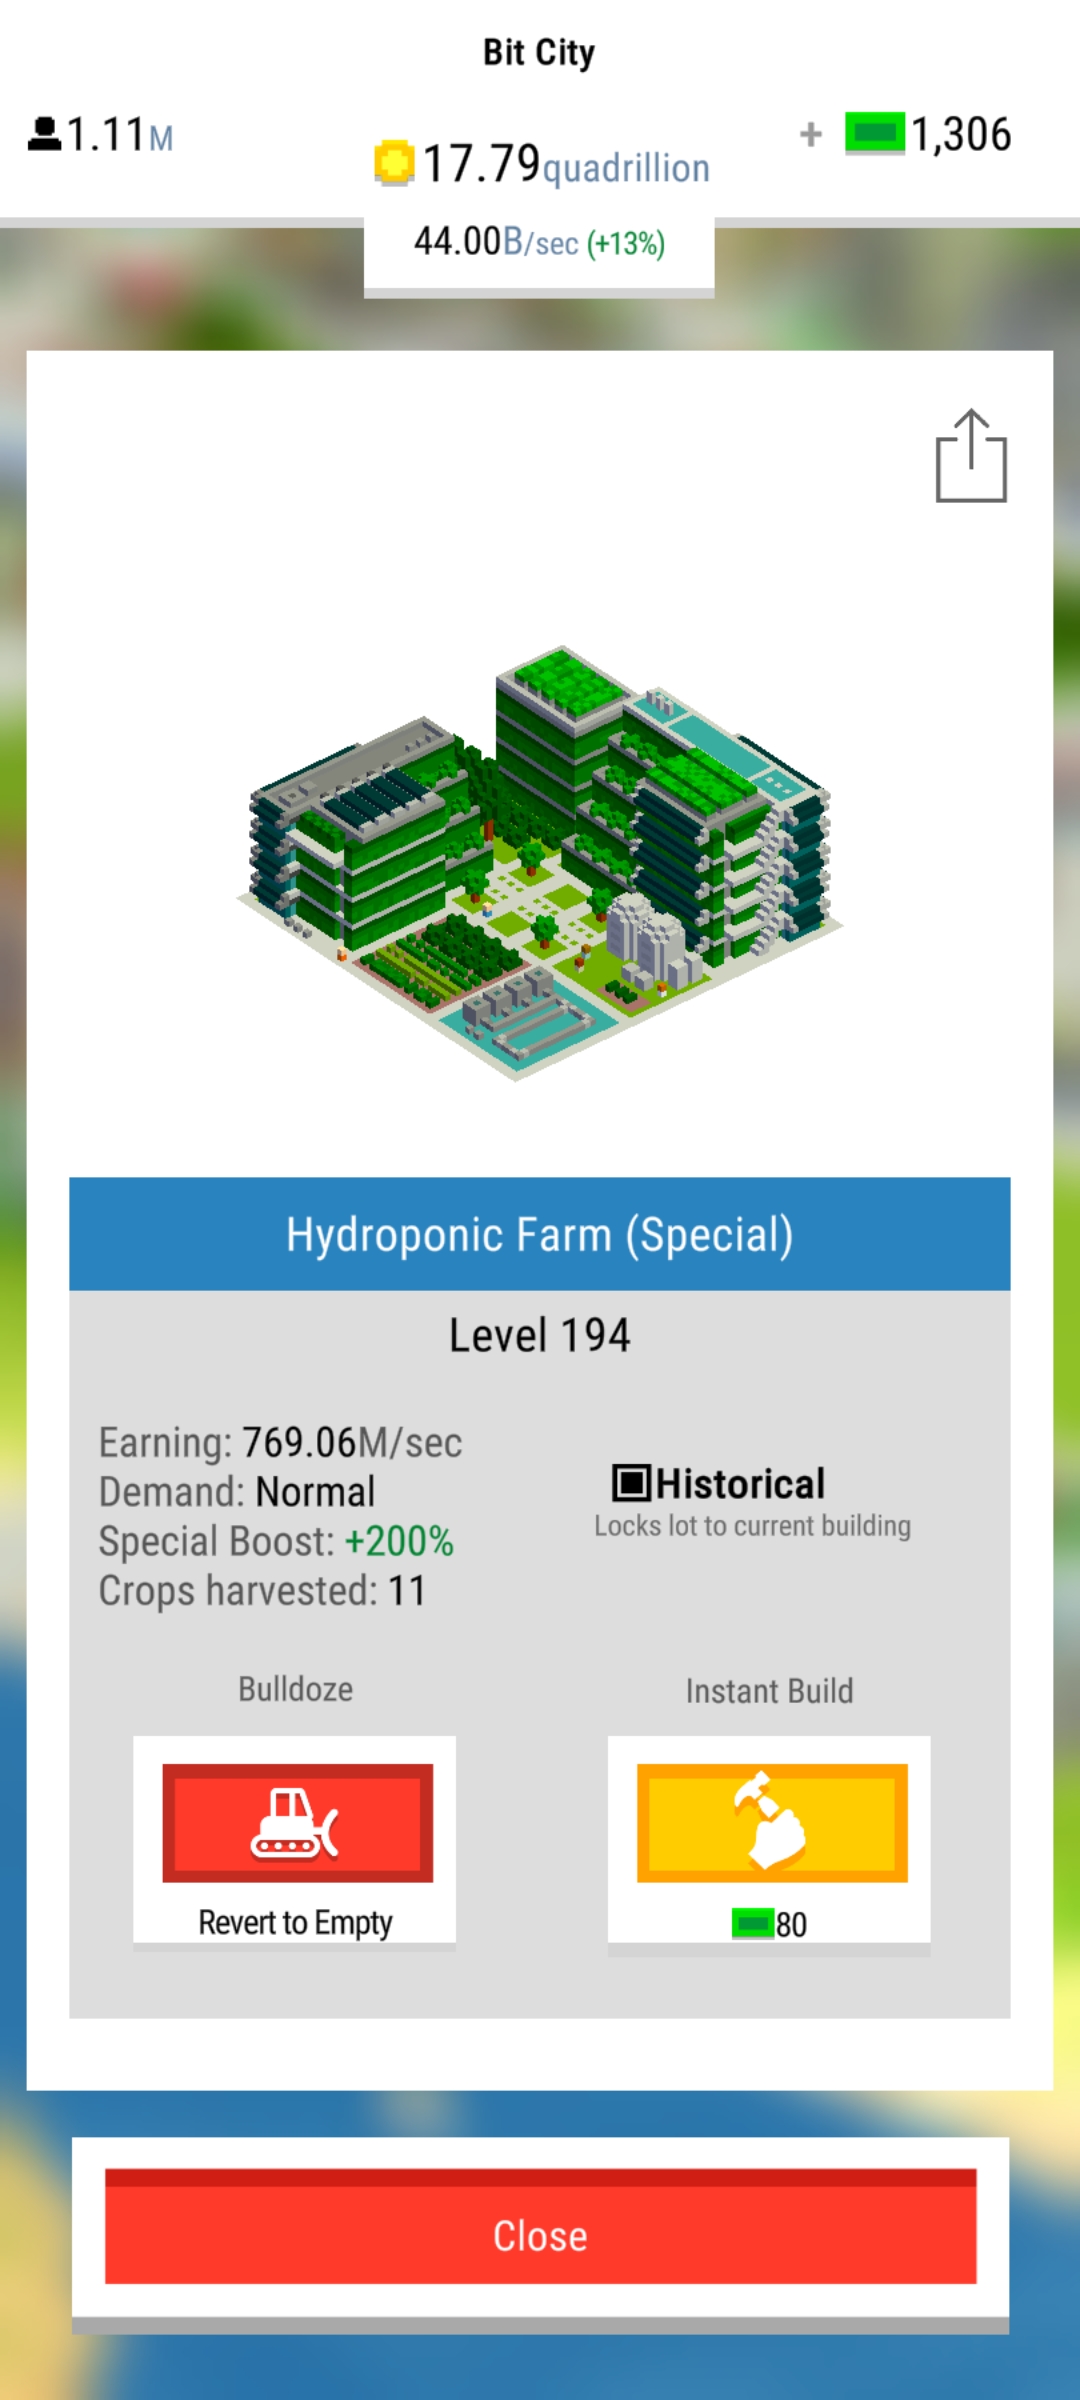 Bit City
1.11M
17.79quadrillion
+ 1,306
44.00B/sec (+13%)
Hydroponic Farm (Special)
Level 194
Earning: 769.06M/sec
Demand: Normal
Special Boost: +200%
Crops harvested: 11
Historical
Locks lot to current building
Bulldoze
Instant Build
Revert to Empty
80
Close